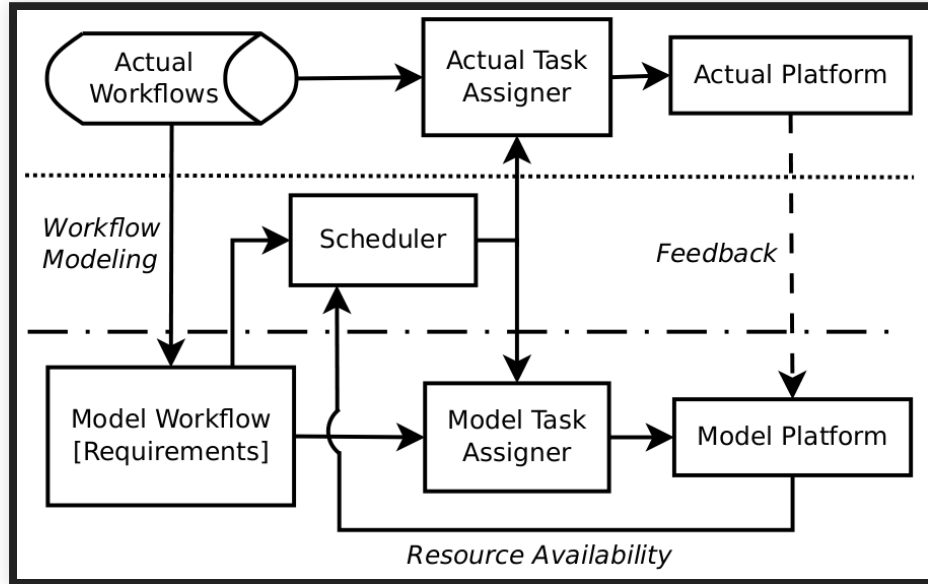 Actual
Workflows
Actual Task
Assigner
Actual Platform
Workflow
Modeling
Scheduler
Feedback
Model Workflow
[Requirements]
Model Task
Assigner
Model Platform
Resource Availability